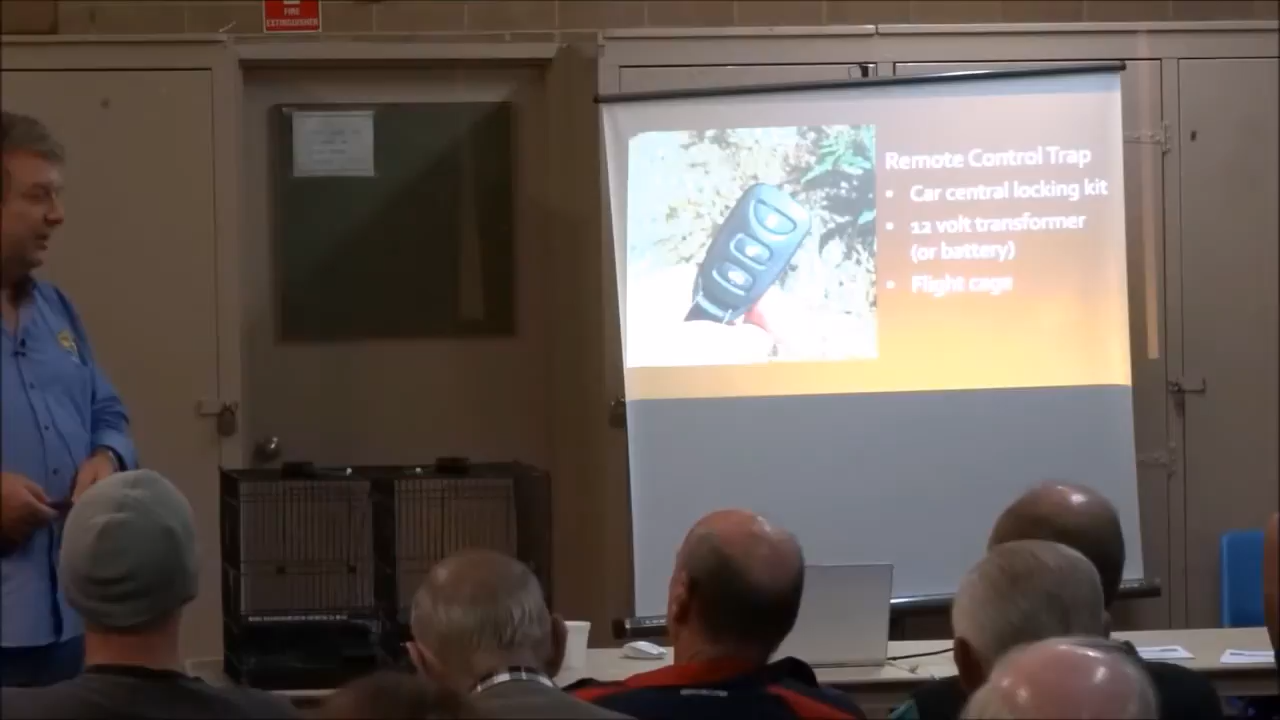 FIRE
EXTINGUISHER
Remote Control Trap
• Car central locking kit
• 12 volt transformer
(or battery)
• Flight cage